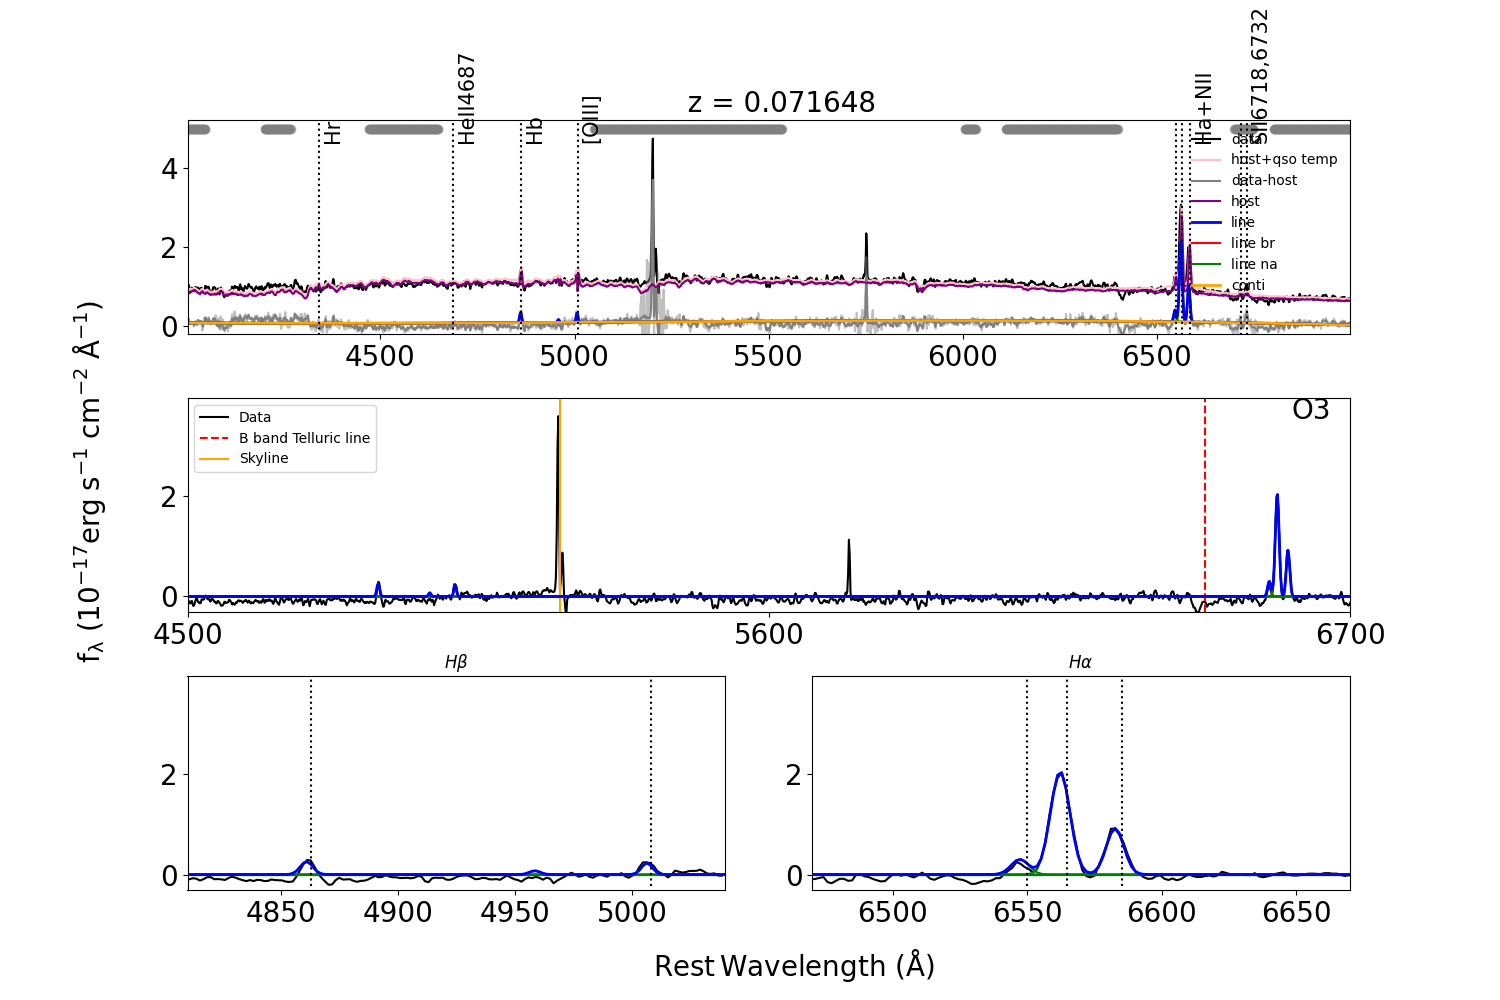 z = 0.071648
Hr
HeII4687
Hb
[OIII]
Ha+NII
SII6718,6732
data
host+qso temp
data-host
host
line
line br
line na
conti
4
2
0
4500
5000
5500
6000
6500
fλ (10⁻¹⁷erg s⁻¹ cm⁻² Å⁻¹)
O3
Data
B band Telluric line
Skyline
2
0
4500
5600
6700
Hβ
2
0
4850
4900
4950
5000
Hα
2
0
6500
6550
6600
6650
Rest Wavelength (Å)